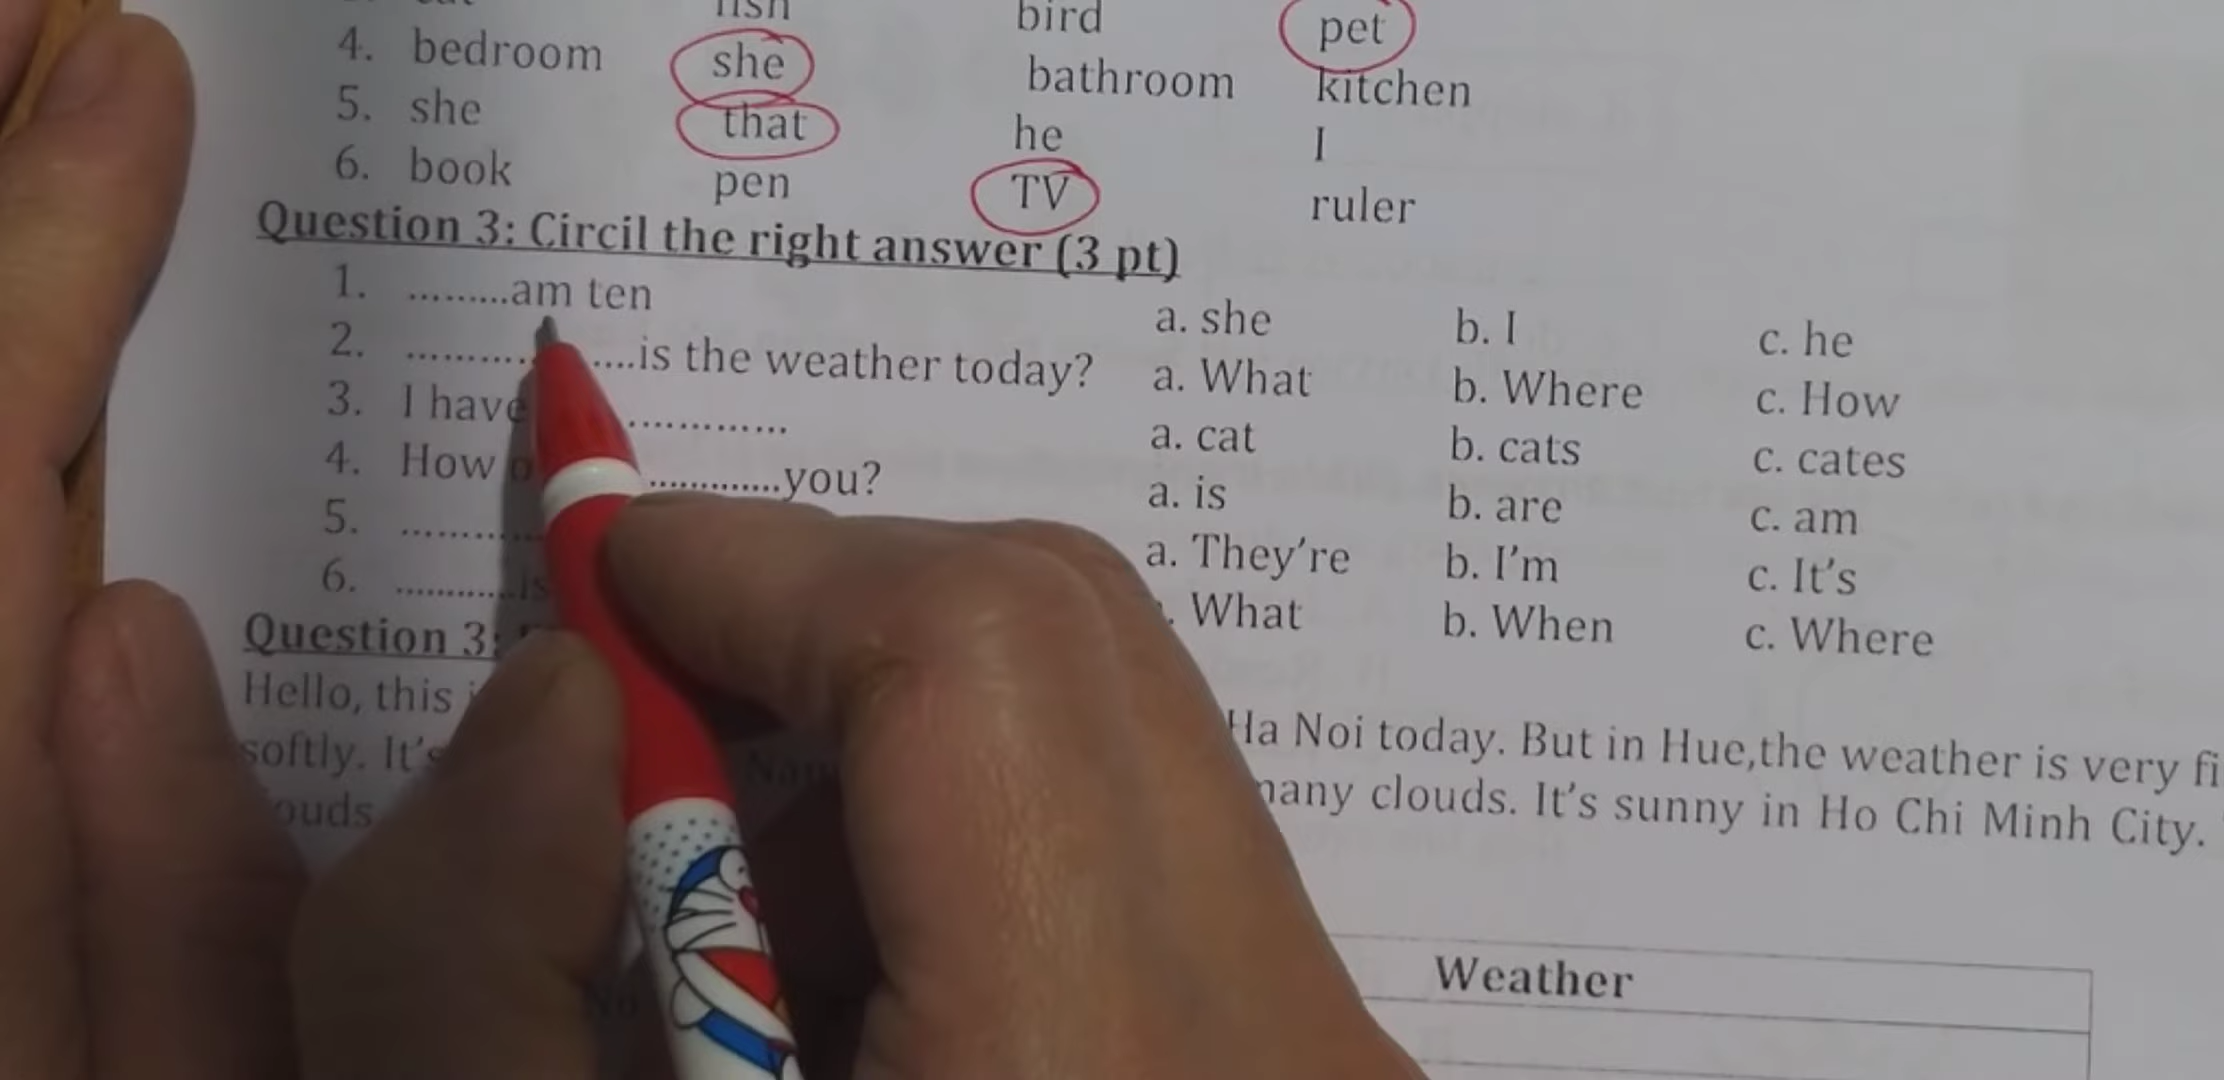 fish bird pet
4. bedroom she bathroom kitchen
5. she that he I
6. book pen TV ruler
Question 3: Circil the right answer (3 pt)
1. .........am ten a. she b. I c. he
2. ....................is the weather today? a. What b. Where c. How
3. I have .............. a. cat b. cats c. cates
4. How .............you? a. is b. are c. am
5. ............ a. They're b. I'm c. It's
6. ...........is What b. When c. Where
Question 3:
Hello, this Ha Noi today. But in Hue,the weather is very
softly. It's many clouds. It's sunny in Ho Chi Minh City.
Weather